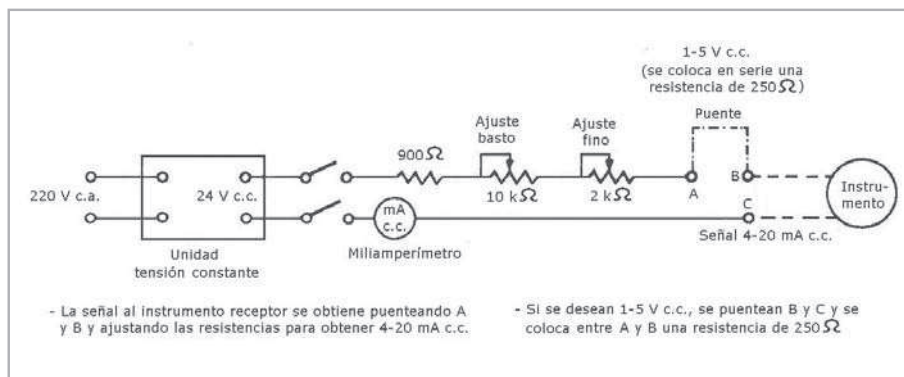 1-5 V c.c.
(se coloca en serie una
resistencia de 250Ω)
Puente
Ajuste
basto
Ajuste
fino
900Ω
10 kΩ
2 kΩ
A
B
C
220 V c.a.
24 V c.c.
mA
c.c.
Instru-
mento
Señal 4-20 mA c.c.
Unidad
tensión constante
Miliamperímetro
- La señal al instrumento receptor se obtiene puenteando A
y B y ajustando las resistencias para obtener 4-20 mA c.c.
- Si se desean 1-5 V c.c., se puentean B y C y se
coloca entre A y B una resistencia de 250Ω